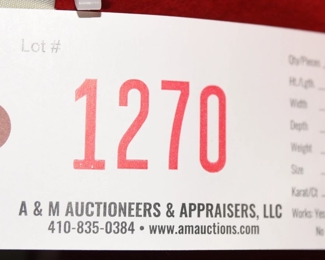 Lot #
1270
A & M AUCTIONEERS & APPRAISERS, LLC
410-835-0384 • www.amauctions.com
Qty/Pieces
Ht./Lgth
Width
Depth
Weight
Size
Karat/Ct
Works: Yes
No